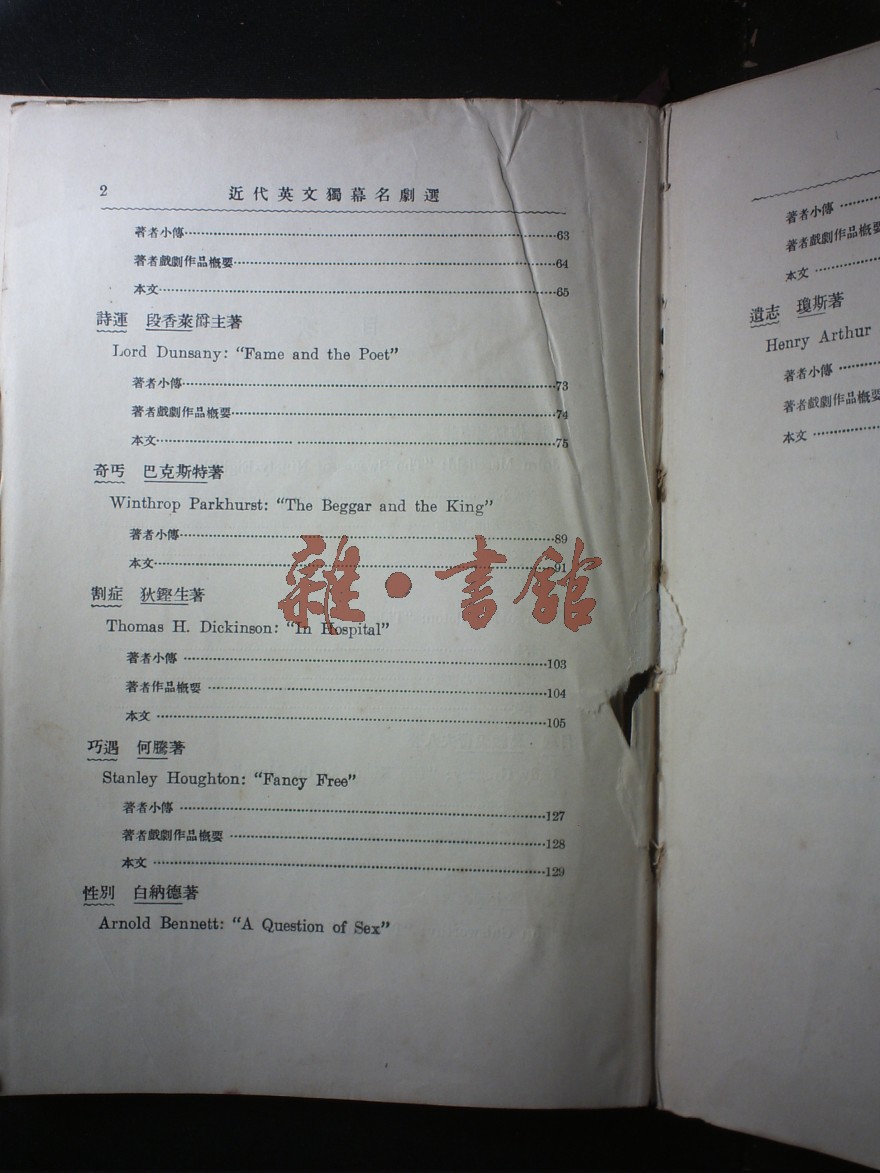 2 近代英文獨幕名劇選
著者小傳 63
著者戲劇作品槪要 64
本文 65
詩運 段香萊爵主著
Lord Dunsany: “Fame and the Poet”
著者小傳 73
著者戲劇作品槪要 74
本文 75
奇丐 巴克斯特著
Winthrop Parkhurst: “The Beggar and the King”
著者小傳 89
本文 91
割症 狄鏗生著
Thomas H. Dickinson: “In Hospital”
著者小傳 103
著者作品槪要 104
本文 105
巧遇 何騰著
Stanley Houghton: “Fancy Free”
著者小傳 127
著者戲劇作品槪要 128
本文 129
性別 白納德著
Arnold Bennett: “A Question of Sex”
雜·書館
著者小傳
著者戲劇作品槪要
本文
遺志 瓊斯著
Henry Arthur
著者小傳
著者戲劇作品槪要
本文